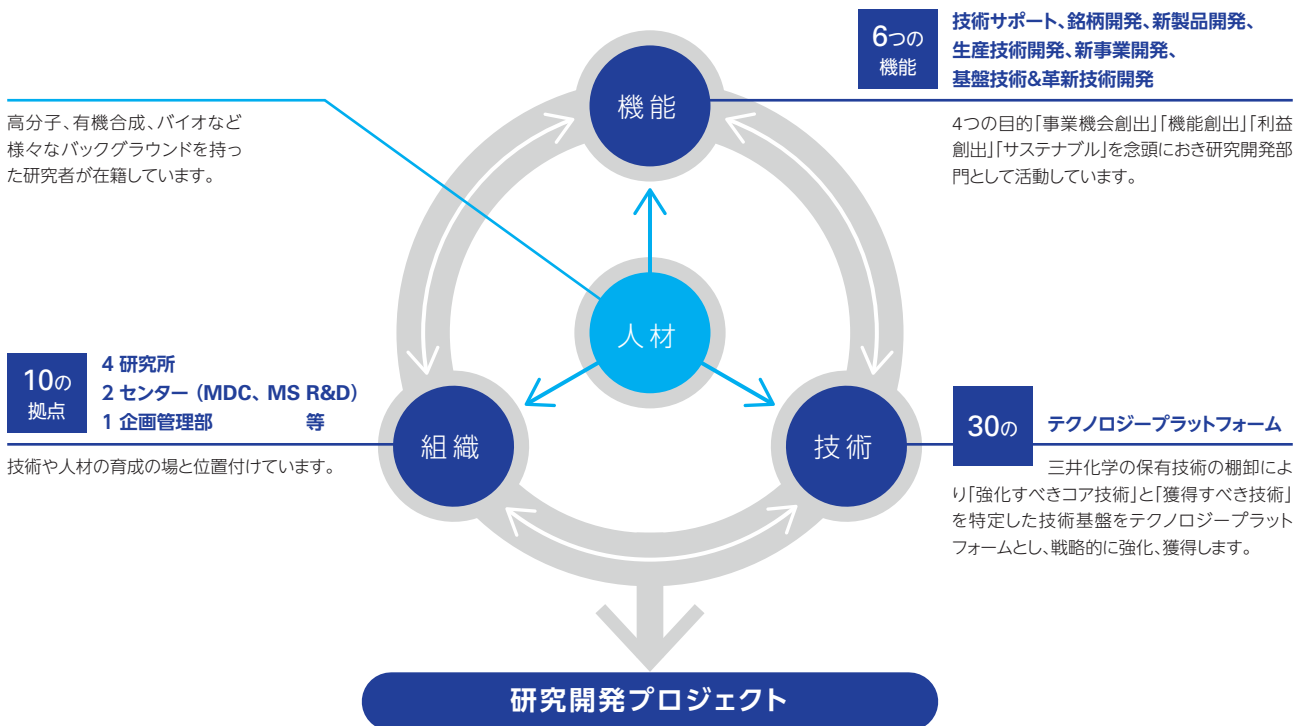 6つの
機能
技術サポート、銘柄開発、新製品開発、
生産技術開発、新事業開発、
基盤技術&革新技術開発
4つの目的「事業機会創出」「機能創出」「利益
創出」「サステナブル」を念頭におき研究開発部
門として活動しています。
高分子、有機合成、バイオなど
様々なバックグラウンドを持っ
た研究者が在籍しています。
機能
人材
10の
拠点
4 研究所
2 センター（MDC、MS R&D）
1 企画管理部 等
技術や人材の育成の場と位置付けています。
組織
技術
30の
テクノロジープラットフォーム
三井化学の保有技術の棚卸によ
り「強化すべきコア技術」と「獲得すべき技術」
を特定した技術基盤をテクノロジープラット
フォームとし、戦略的に強化、獲得します。
研究開発プロジェクト